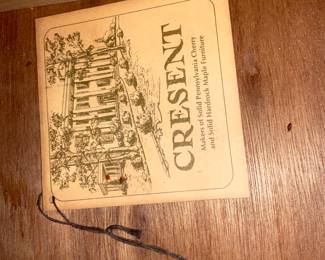 CRESENT
Makers of Solid Pennsylvania Cherry
and Solid Hardrock Maple Furniture